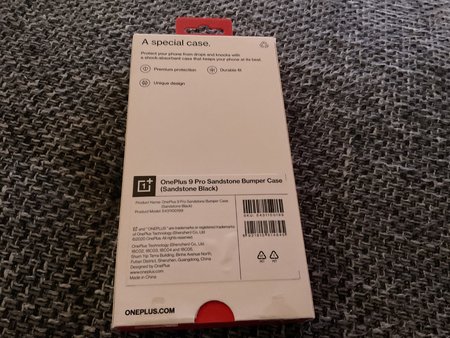 A special case.
Protect your phone from drops and knocks with
a shock-absorbent case that keeps your phone at its best.
Premium protection
Durable fit
Unique design
OnePlus 9 Pro Sandstone Bumper Case
(Sandstone Black)
Product Name: OnePlus 9 Pro Sandstone Bumper Case
(Sandstone Black)
and "ONEPLUS" are trademarks or registered trademarks
of OnePlus Technology (Shenzhen) Co., Ltd.
©2020 OnePlus. All rights reserved.
OnePlus Technology (Shenzhen) Co., Ltd
18C02, 18C03, 18C04 and 18C05,
Shum Yip Terra Building, Binhe Avenue North,
Futian District, Shenzhen, Guangdong, China
Designed by OnePlus
www.oneplus.com
Made in China
ONEPLUS.COM